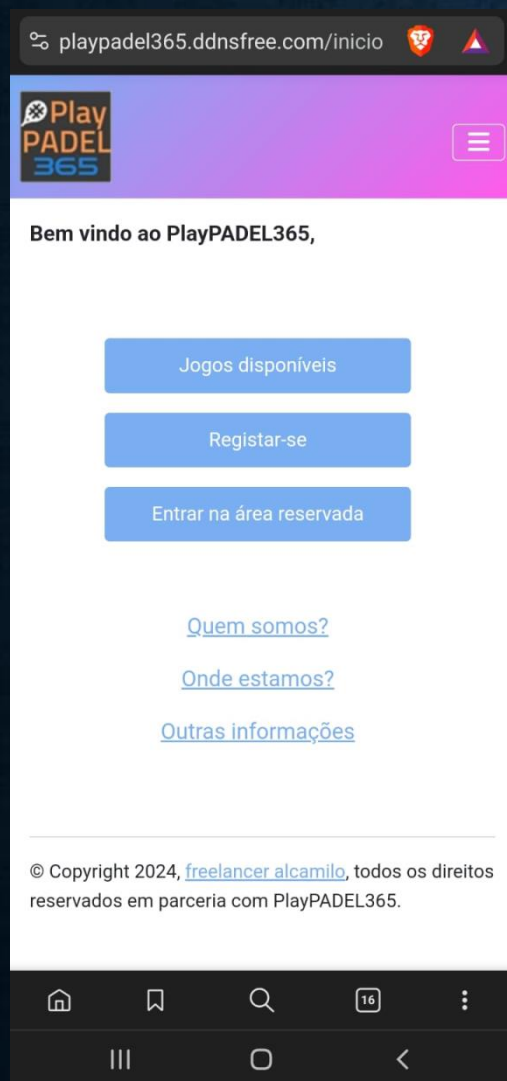 playpadel365.ddnsfree.com/inicio
Play
PADEL
365
Bem vindo ao PlayPADEL365,
Jogos disponíveis
Registar-se
Entrar na área reservada
Quem somos?
Onde estamos?
Outras informações
© Copyright 2024, freelancer alcamilo, todos os direitos
reservados em parceria com PlayPADEL365.
16